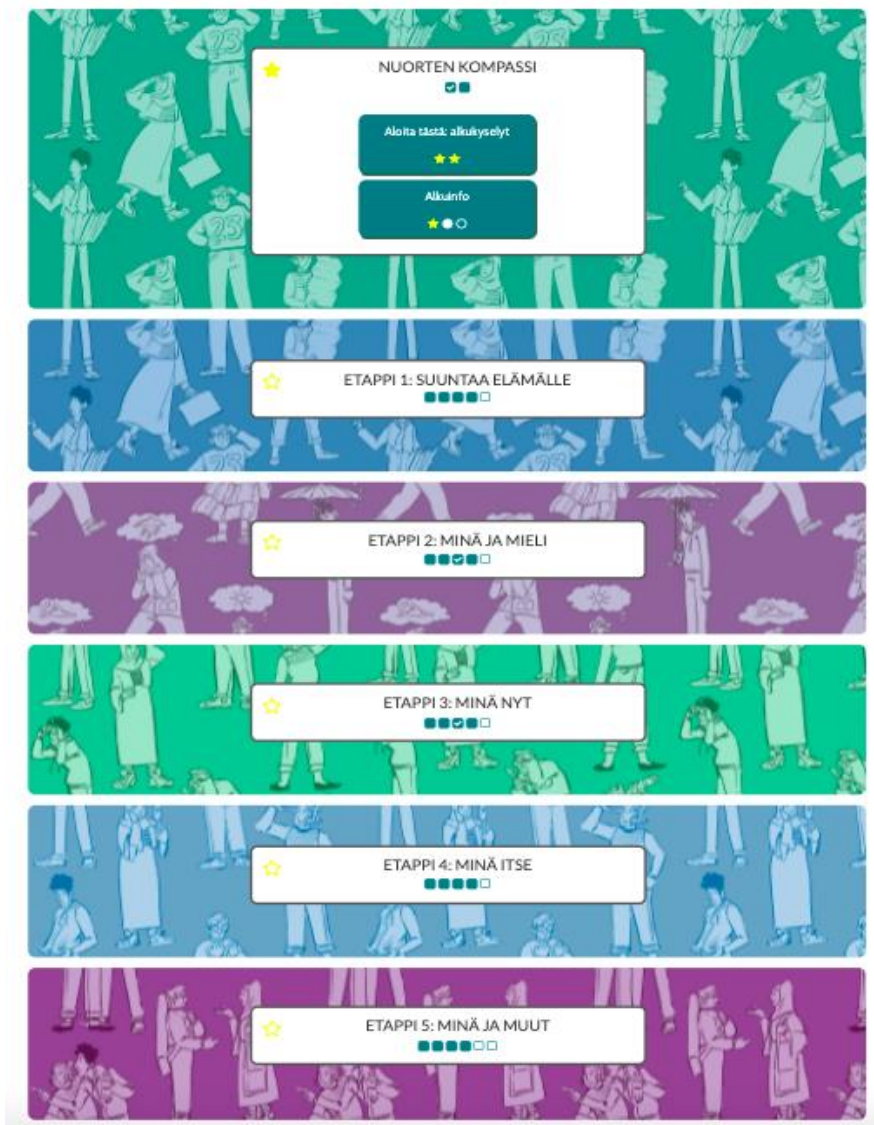 NUORTEN KOMPASSI
Aloita tästä: alkukyselyt
Alkuinfo
ETAPPI 1: SUUNTAA ELÄMÄLLE
ETAPPI 2: MINÄ JA MIELI
ETAPPI 3: MINÄ NYT
ETAPPI 4: MINÄ ITSE
ETAPPI 5: MINÄ JA MUUT